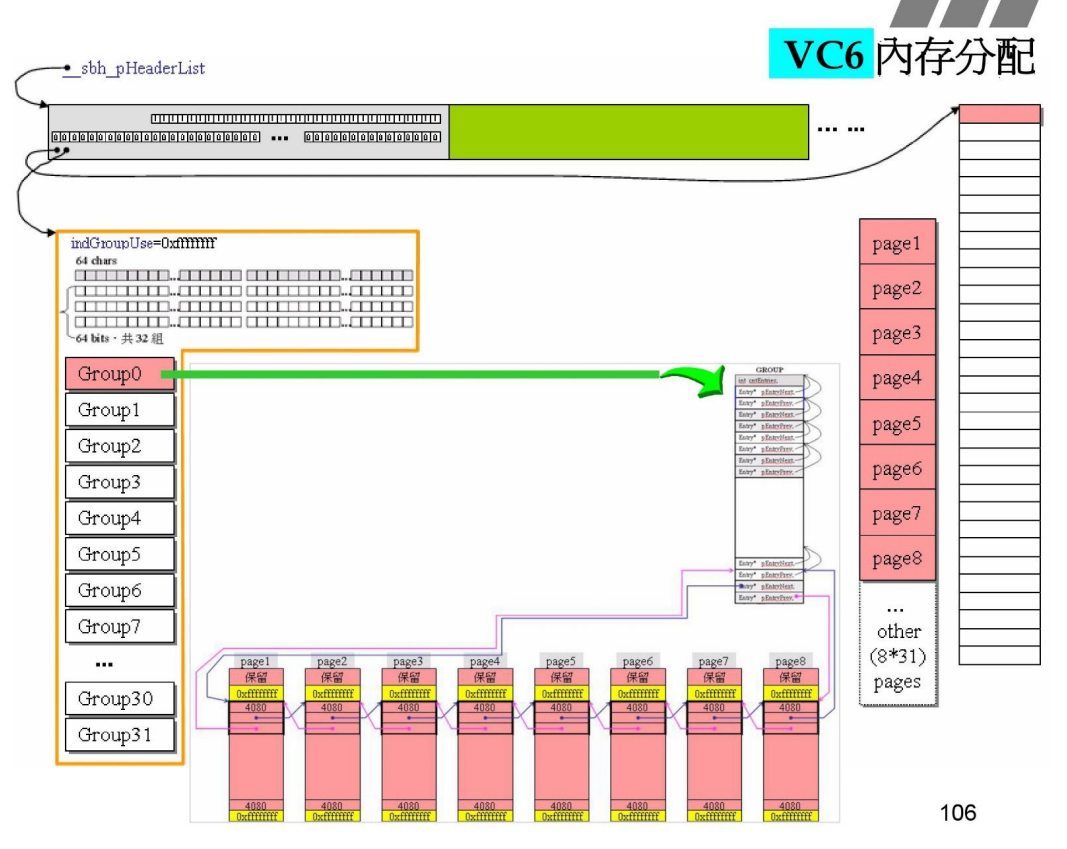 VC6 內存分配
__sbh_pHeaderList
... ...
indGroupUse=0xffffffff
64 chars
64 bits，共 32 組
Group0
Group1
Group2
Group3
Group4
Group5
Group6
Group7
...
Group30
Group31
GROUP
int cntEntries;
Entry* pEntryNext;
Entry* pEntryPrev;
Entry* pEntryNext;
Entry* pEntryPrev;
Entry* pEntryNext;
Entry* pEntryPrev;
Entry* pEntryNext;
Entry* pEntryPrev;
Entry* pEntryNext;
Entry* pEntryPrev;
Entry* pEntryNext;
Entry* pEntryPrev;
page1 page2 page3 page4 page5 page6 page7 page8
保留 保留 保留 保留 保留 保留 保留 保留
0xffffffff 0xffffffff 0xffffffff 0xffffffff 0xffffffff 0xffffffff 0xffffffff 0xffffffff
4080 4080 4080 4080 4080 4080 4080 4080
4080 4080 4080 4080 4080 4080 4080 4080
0xffffffff 0xffffffff 0xffffffff 0xffffffff 0xffffffff 0xffffffff 0xffffffff 0xffffffff
page1
page2
page3
page4
page5
page6
page7
page8
...
other
(8*31)
pages
106